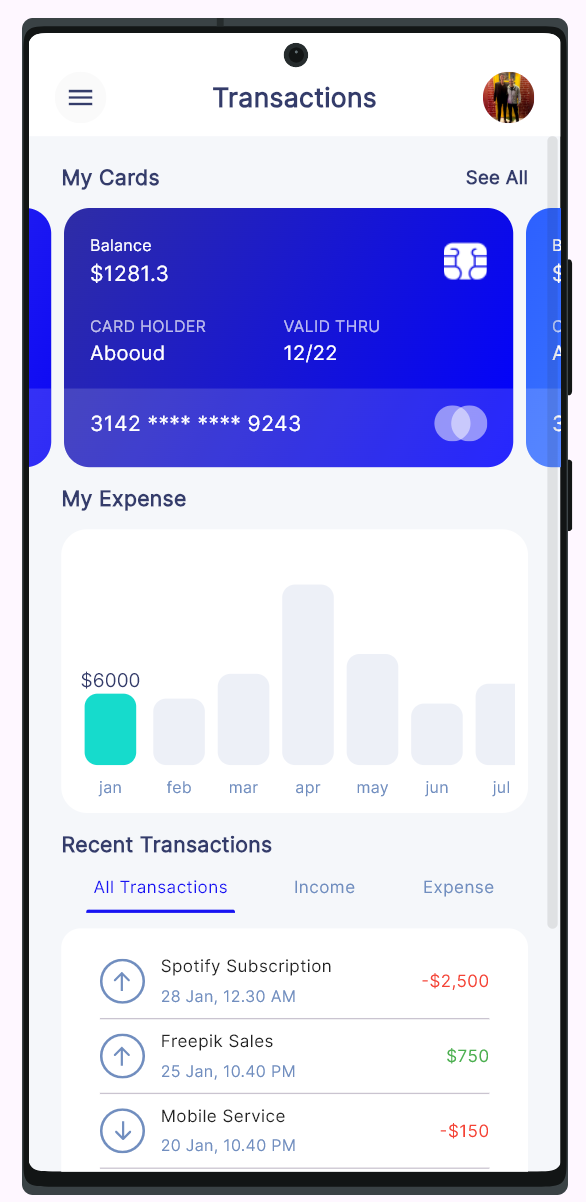 Transactions
My Cards
See All
Balance
$1281.3
CARD HOLDER
VALID THRU
Abooud
12/22
3142 **** **** 9243
B
$
C
A
3
My Expense
$6000
jan feb mar apr may jun jul
Recent Transactions
All Transactions
Income
Expense
Spotify Subscription
-$2,500
28 Jan, 12.30 AM
Freepik Sales
$750
25 Jan, 10.40 PM
Mobile Service
-$150
20 Jan, 10.40 PM